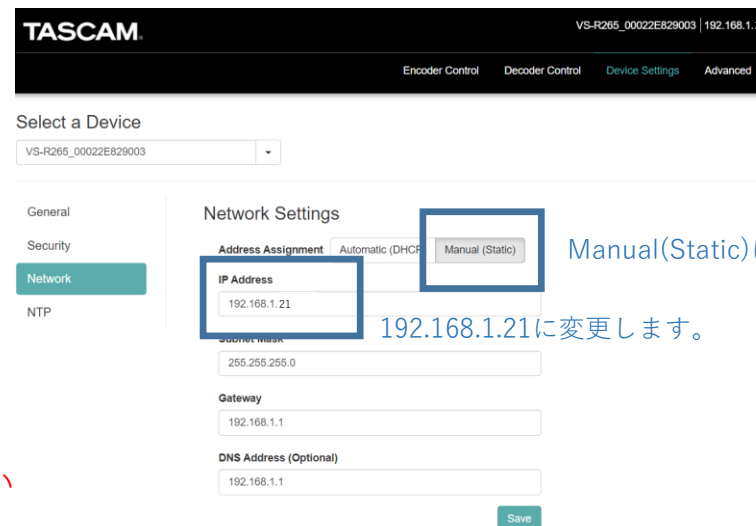 TASCAM.
VS-R265_00022E829003 | 192.168.1.
Encoder Control Decoder Control Device Settings Advanced
Select a Device
VS-R265_00022E829003
General
Security
Network
NTP
Network Settings
Address Assignment Automatic (DHCP Manual (Static)
Manual(Static)
IP Address
192.168.1.21
192.168.1.21に変更します。
Subnet Mask
255.255.255.0
Gateway
192.168.1.1
DNS Address (Optional)
192.168.1.1
い
Save